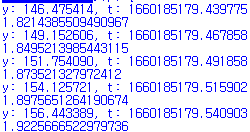 y: 146.475414, t: 1660185179.439775
1.8214385509490967
y: 149.152606, t: 1660185179.467858
1.8495213985443115
y: 151.754090, t: 1660185179.491858
1.873521327972412
y: 154.125721, t: 1660185179.515902
1.8975651264190674
y: 156.443389, t: 1660185179.540903
1.9225666522979736